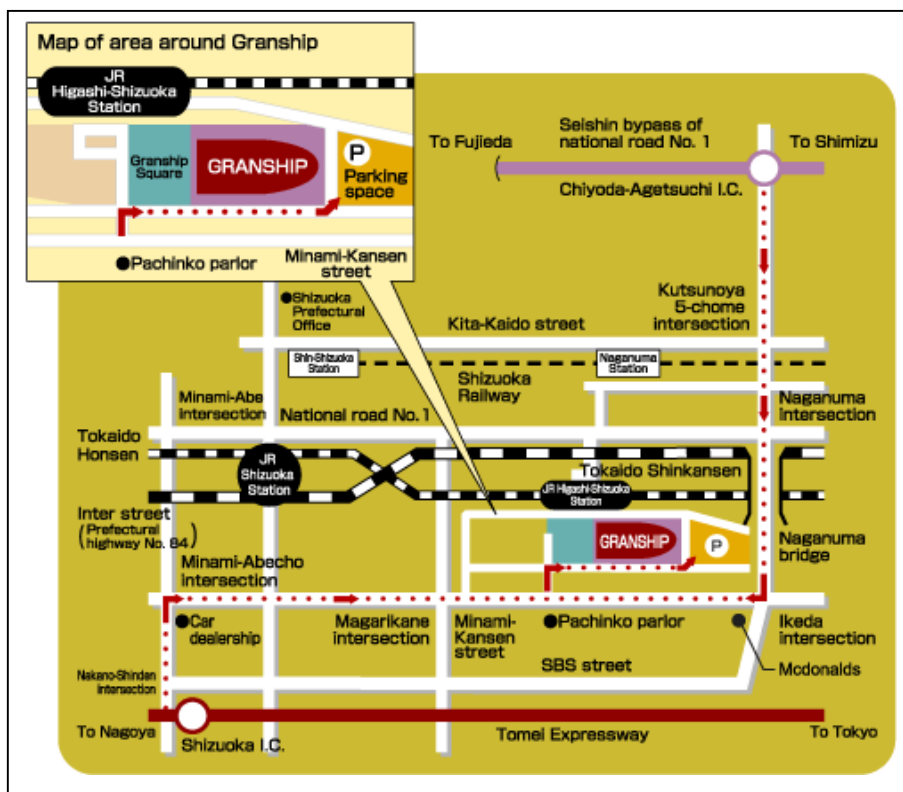 Map of area around Granship
JR
Higashi-Shizuoka
Station
Granship
Square
GRANSHIP
P
Parking
space
●Pachinko parlor
Minami-Kansen
street
To Fujieda
Seishin bypass of
national road No. 1
To Shimizu
Chiyoda-Agetsuchi I.C.
●Shizuoka
Prefectural
Office
Kita-Kaido street
Kutsunoya
5-chome
intersection
Shin-Shizuoka
Station
Naganuma
Station
Shizuoka
Railway
Minami-Abe
intersection
National road No.1
Naganuma
intersection
Tokaido
Honsen
JR
Shizuoka
Station
Tokaido Shinkansen
JR Higashi-Shizuoka
Station
Inter street
(Prefectural
highway No. 84)
GRANSHIP
P
Naganuma
bridge
Minami-Abecho
intersection
●Car
dealership
Magarikane
intersection
Minami-
Kansen
street
●Pachinko parlor
Ikeda
intersection
SBS street
Mcdonalds
Nakano-Shinden
intersection
To Nagoya
Shizuoka I.C.
Tomei Expressway
To Tokyo